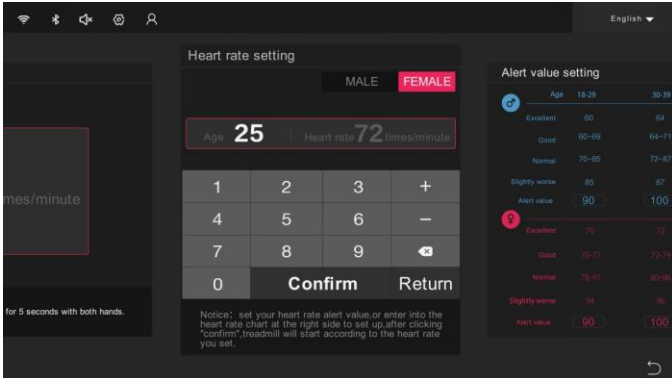 English
Heart rate setting
MALE FEMALE
Age 25 Heart rate 72 times/minute
1 2 3 +
4 5 6 −
7 8 9
0 Confirm Return
Notice: set your heart rate alert value,or enter into the
heart rate chart at the right side to set up,after clicking
"confirm",treadmill will start according to the heart rate
you set.
mes/minute
for 5 seconds with both hands.
Alert value setting
Age 18-29 30-39
Excellent 60 64
Good 60-69 64-71
Normal 70-85 72-87
Slightly worse 85 87
Alert value 90 100
Excellent 70 72
Good 70-77 72-79
Normal 78-97 80-96
Slightly worse 94 96
Alert value 90 100